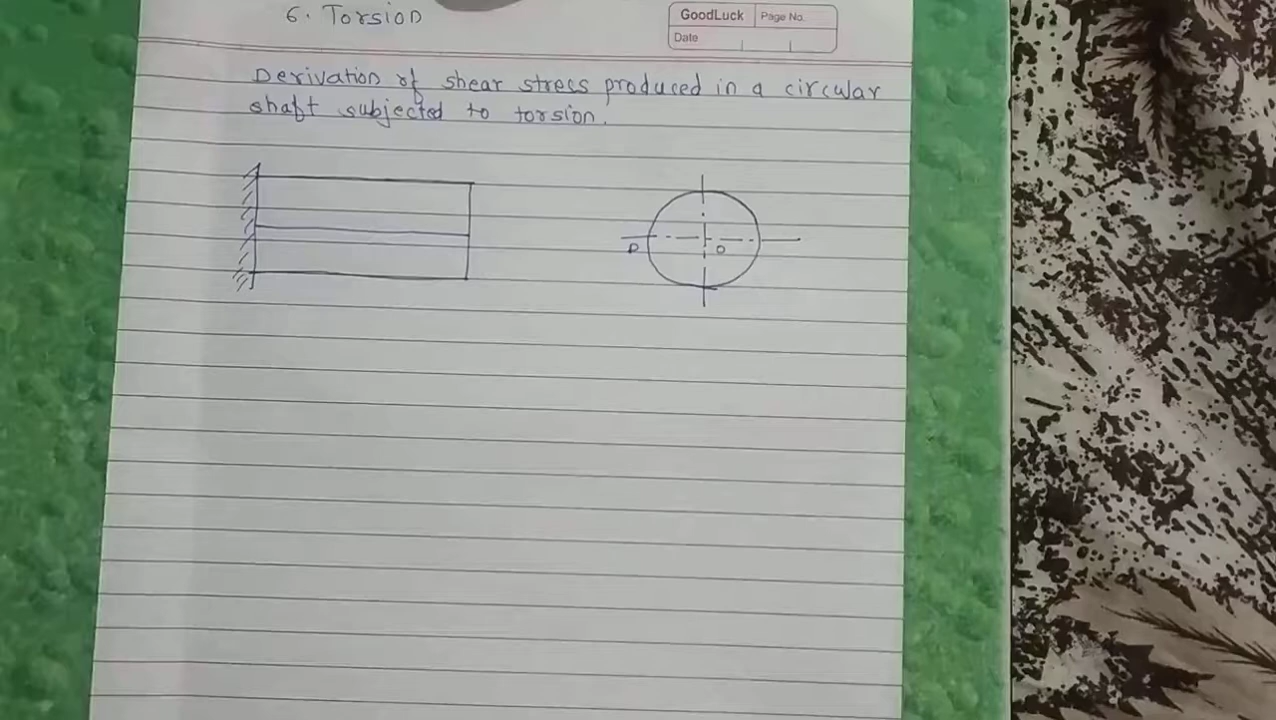 6. Torsion
GoodLuck Page No.
Date
Derivation of shear stress produced in a circular
shaft subjected to torsion.
D O